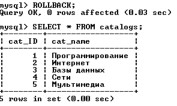 mysql> ROLLBACK;
Query OK, 0 rows affected (0.03 sec)
mysql> SELECT * FROM catalogs;
+--------+------------------+
| cat_ID | cat_name         |
+--------+------------------+
|      1 | Программирование |
|      2 | Интернет         |
|      3 | Базы данных      |
|      4 | Сети             |
|      5 | Мультимедиа      |
+--------+------------------+
5 rows in set (0.00 sec)